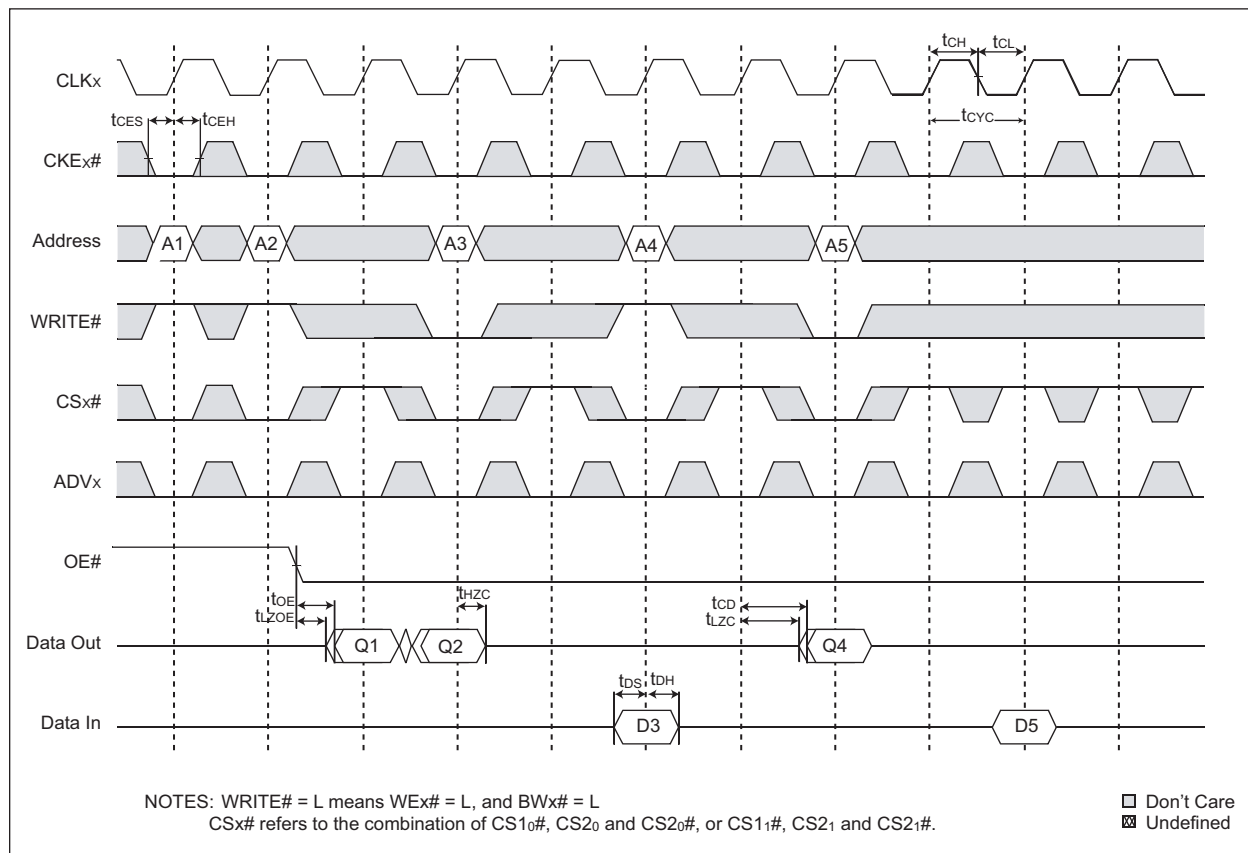 tCH
tCL
CLKx
tCYC
tCES
tCEH
CKEx#
Address
A1
A2
A3
A4
A5
WRITE#
CSx#
ADVx
OE#
tOE
tLZOE
tHZC
tCD
tLZC
Data Out
Q1
Q2
Q4
tDS
tDH
Data In
D3
D5
NOTES: WRITE# = L means WEx# = L, and BWx# = L
CSx# refers to the combination of CS10#, CS20 and CS20#, or CS11#, CS21 and CS21#.
Don't Care
Undefined